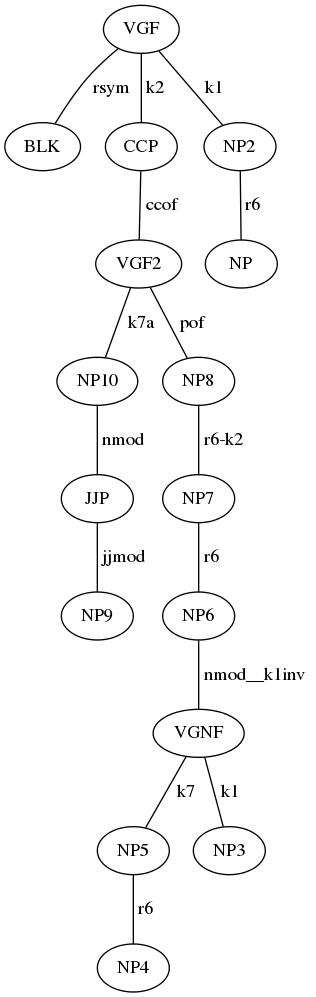 VGF
rsym k2 k1
BLK CCP NP2
ccof r6
VGF2 NP
k7a pof
NP10 NP8
nmod r6-k2
JJP NP7
jjmod r6
NP9 NP6
nmod__k1inv
VGNF
k7 k1
NP5 NP3
r6
NP4